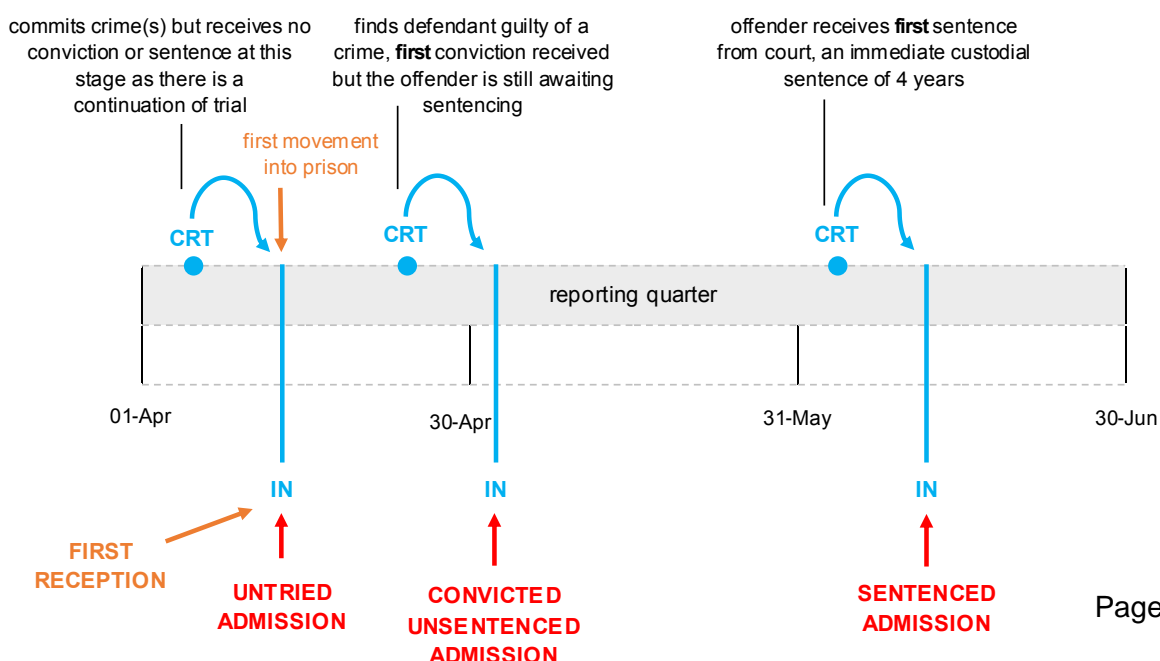 commits crime(s) but receives no
conviction or sentence at this
stage as there is a
continuation of trial
finds defendant guilty of a
crime, first conviction received
but the offender is still awaiting
sentencing
offender receives first sentence
from court, an immediate custodial
sentence of 4 years
first movement
into prison
CRT
CRT
CRT
reporting quarter
01-Apr
30-Apr
31-May
30-Jun
IN
IN
IN
FIRST
RECEPTION
UNTRIED
ADMISSION
CONVICTED
UNSENTENCED
ADMISSION
SENTENCED
ADMISSION
Page